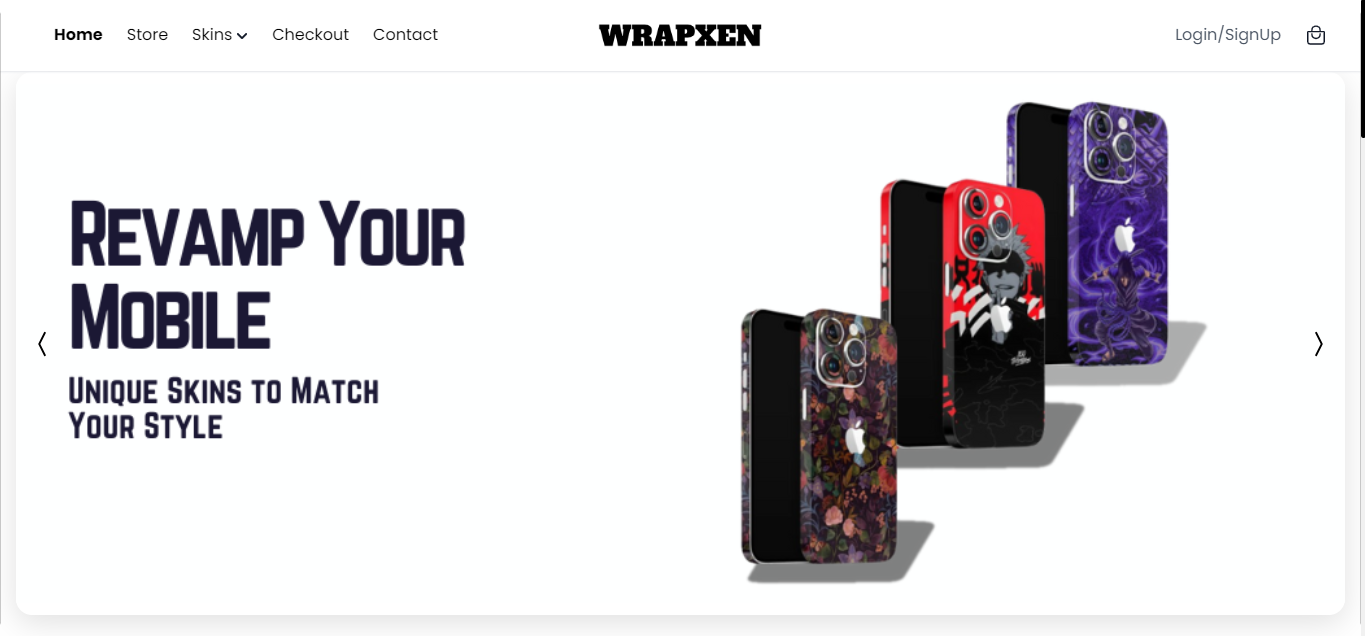 Home Store Skins Checkout Contact WRAPXEN Login/SignUp
Revamp Your
Mobile
Unique Skins to Match
Your Style